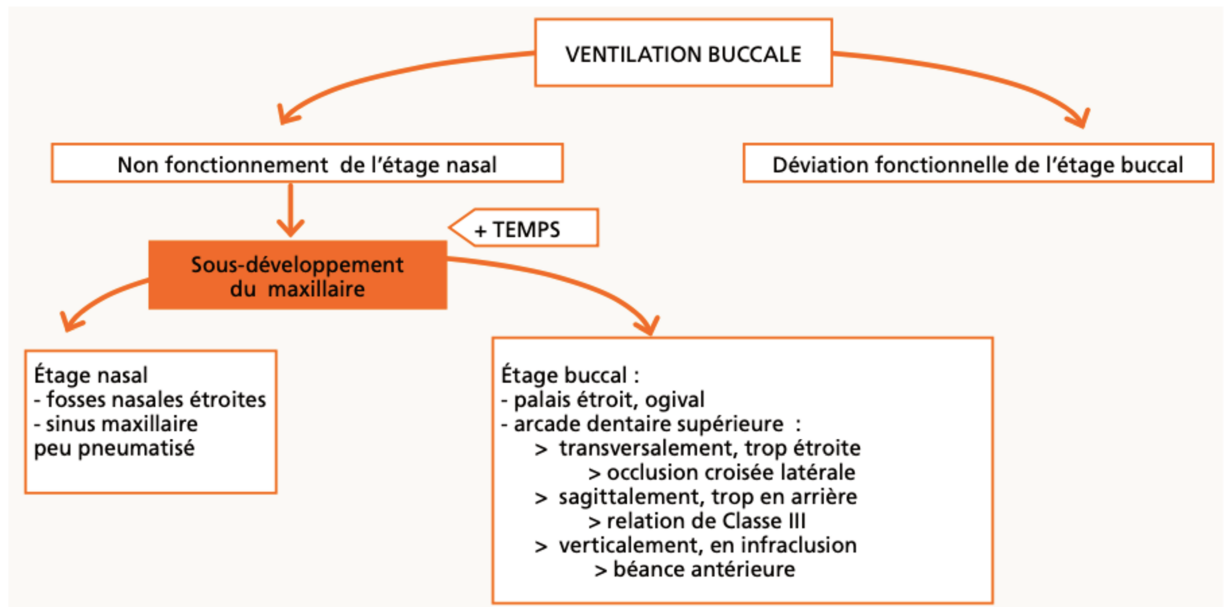 VENTILATION BUCCALE
Non fonctionnement de l'étage nasal
Déviation fonctionnelle de l'étage buccal
+ TEMPS
Sous-développement
du maxillaire
Étage nasal
- fosses nasales étroites
- sinus maxillaire
peu pneumatisé
Étage buccal :
- palais étroit, ogival
- arcade dentaire supérieure :
> transversalement, trop étroite
> occlusion croisée latérale
> sagittalement, trop en arrière
> relation de Classe III
> verticalement, en infraclusion
> béance antérieure